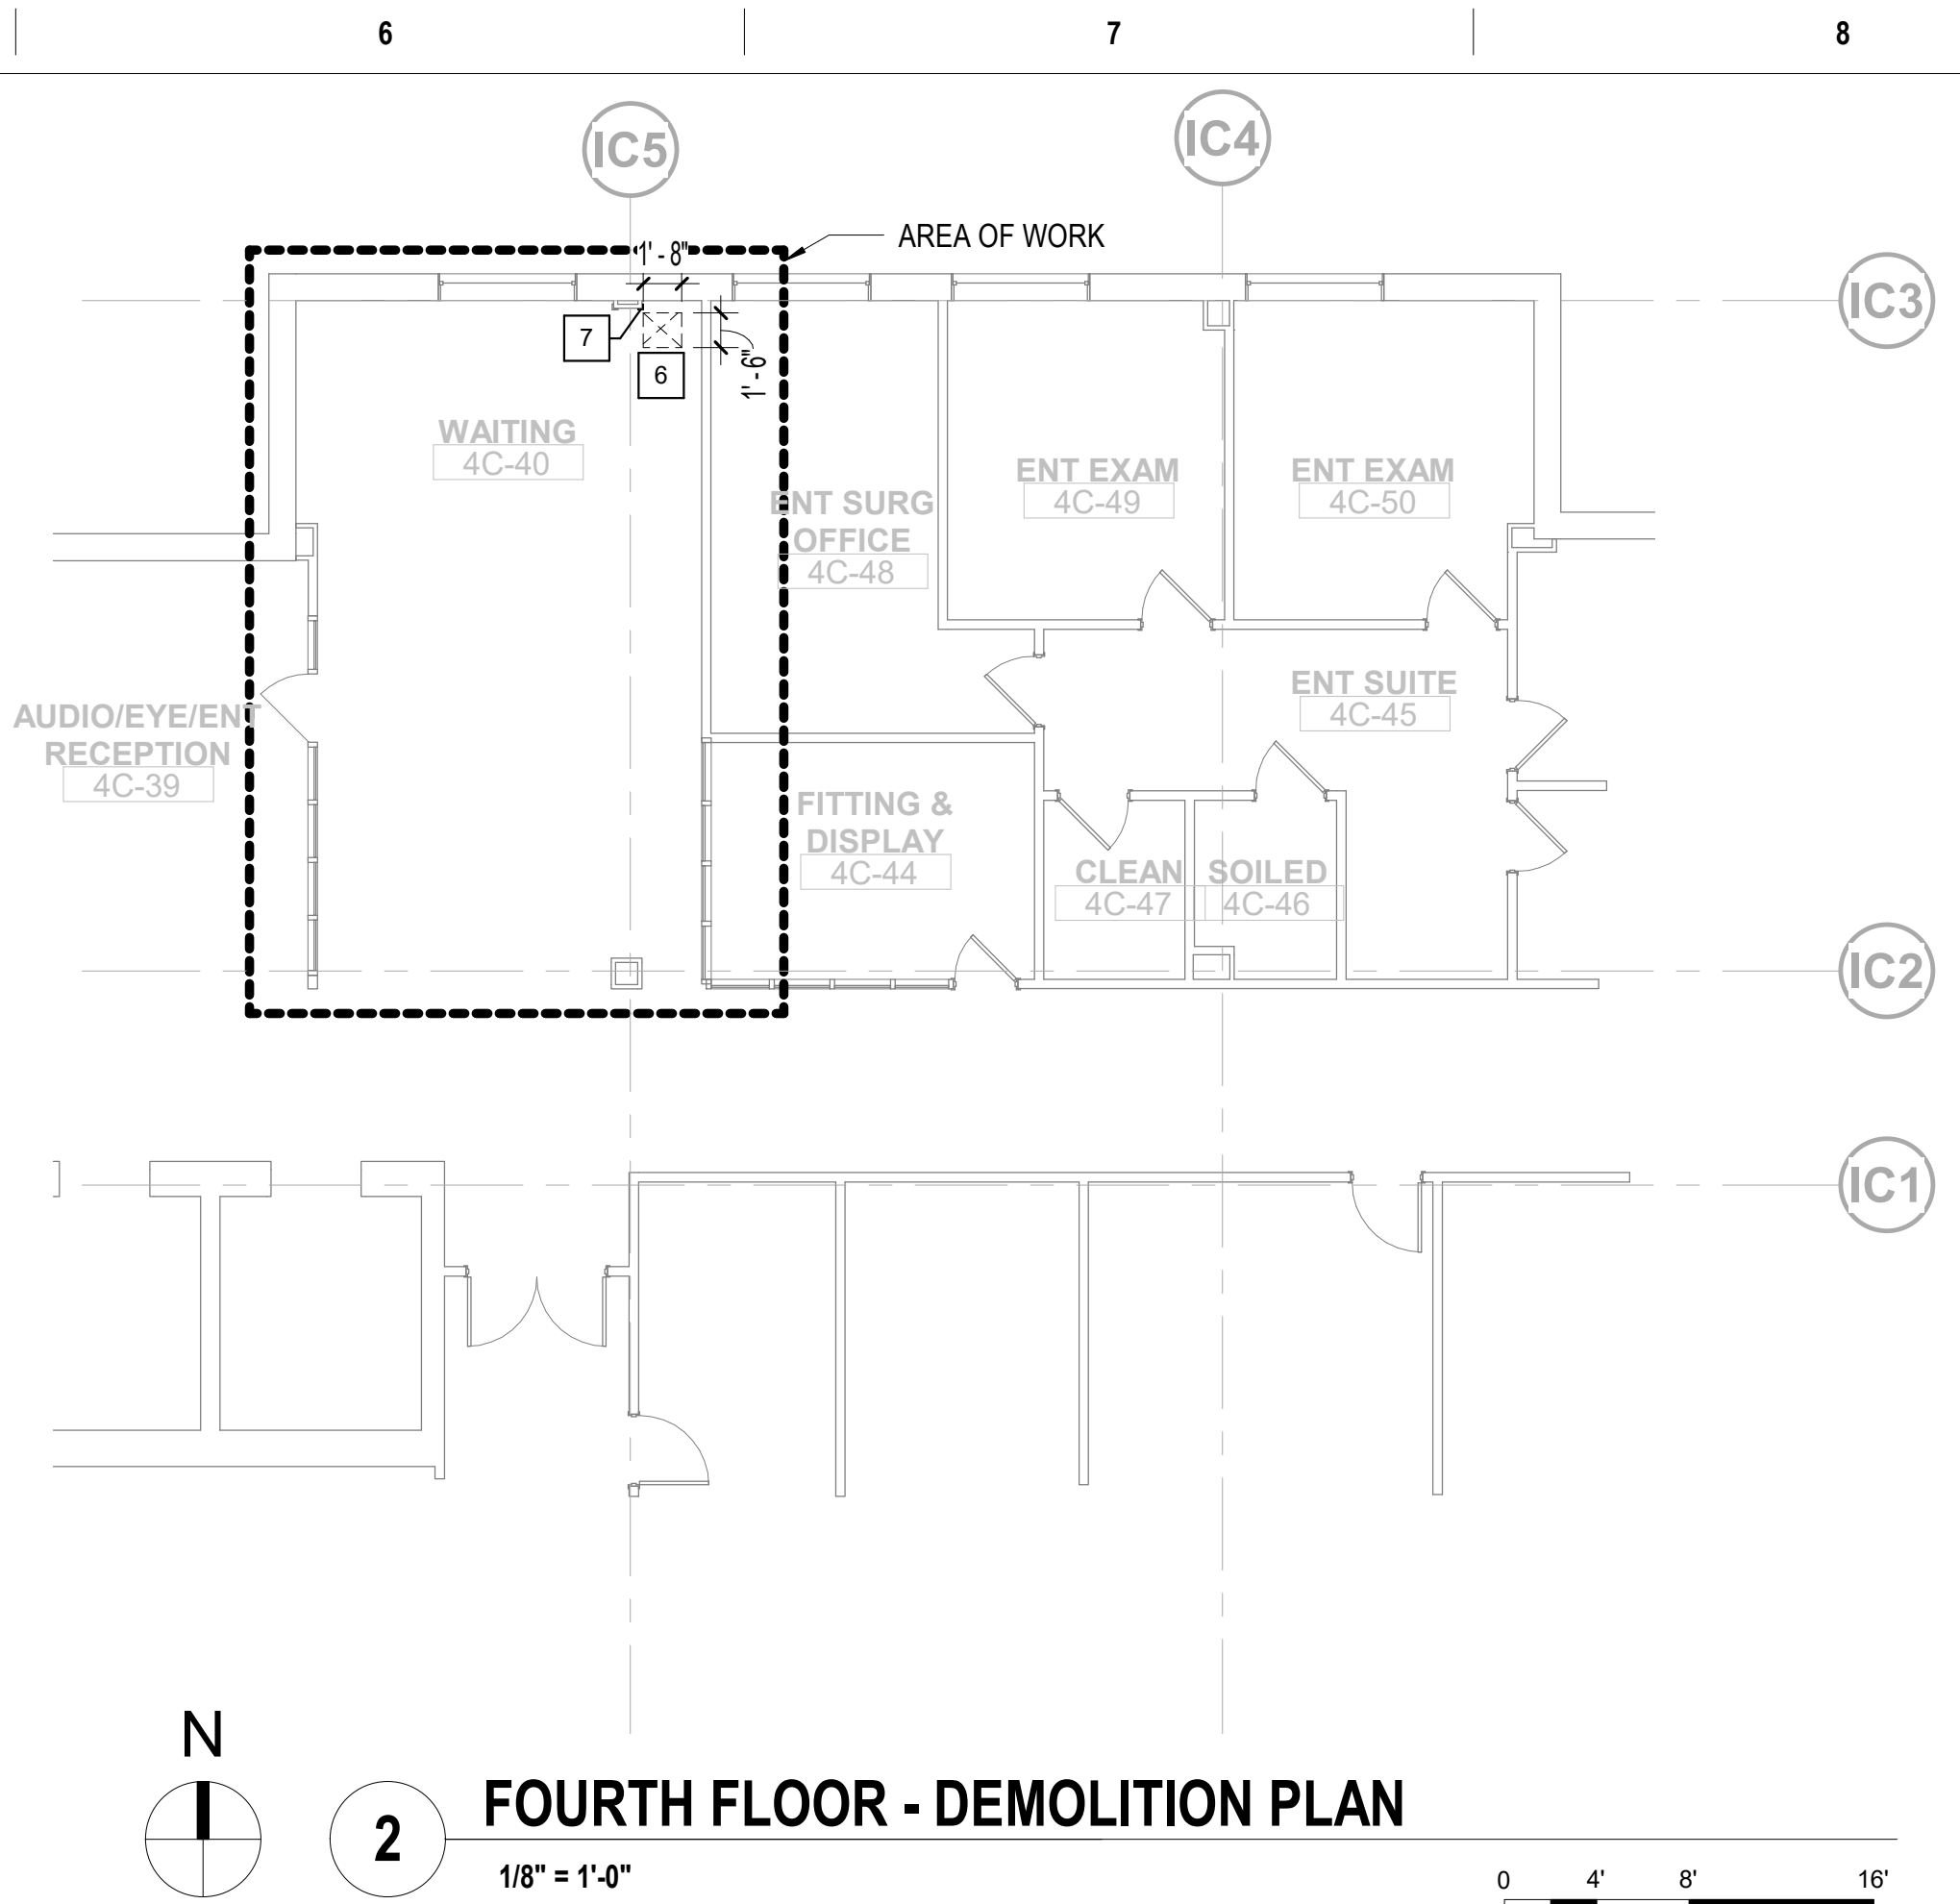 6
7
8
IC5
IC4
AREA OF WORK
1' - 8"
IC3
7
6
1' - 6"
WAITING
4C-40
ENT EXAM
4C-49
ENT EXAM
4C-50
ENT SURG
OFFICE
4C-48
ENT SUITE
4C-45
AUDIO/EYE/ENT
RECEPTION
4C-39
FITTING &
DISPLAY
4C-44
CLEAN
4C-47
SOILED
4C-46
IC2
IC1
N
2
FOURTH FLOOR - DEMOLITION PLAN
1/8" = 1'-0"
0 4' 8' 16'